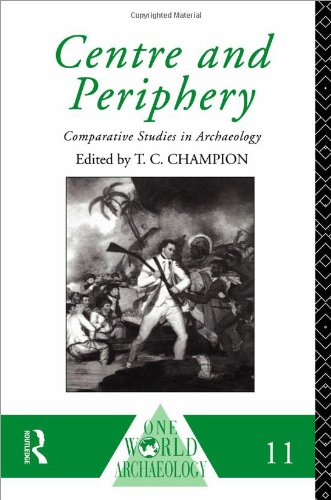 Copyrighted Material
Centre and
Periphery
Comparative Studies in Archaeology
Edited by T. C. CHAMPION
ROUTLEDGE
ONE
WORLD
ARCHAEOLOGY
11